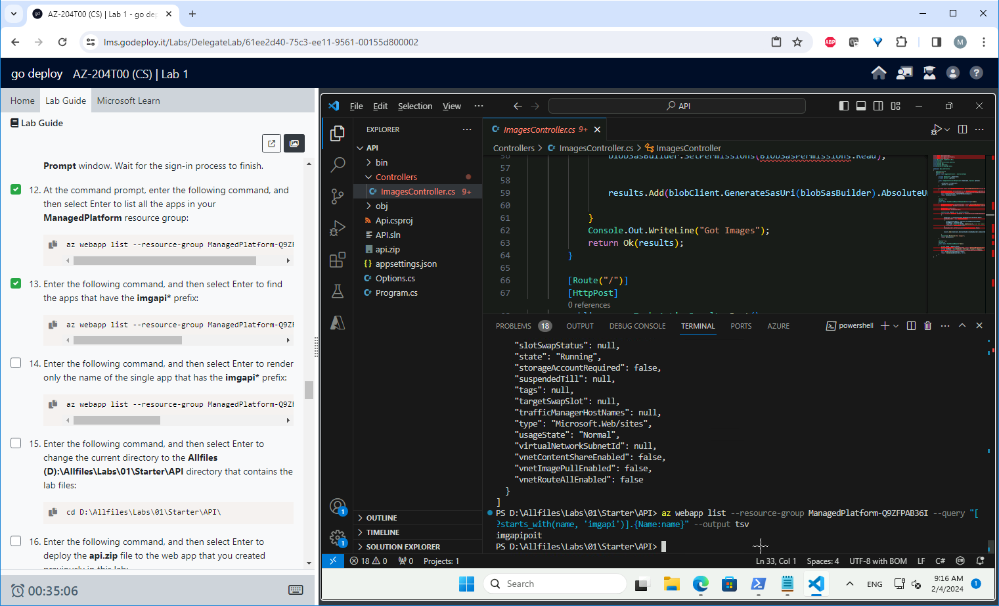 AZ-204T00 (CS) | Lab 1 - go dep
lms.godeploy.it/Labs/DelegateLab/61ee2d40-75c3-ee11-9561-00155d800002
ABP
M
go deploy AZ-204T00 (CS) | Lab 1
Home Lab Guide Microsoft Learn
Lab Guide
Prompt window. Wait for the sign-in process to finish.
12. At the command prompt, enter the following command, and
then select Enter to list all the apps in your
ManagedPlatform resource group:
az webapp list --resource-group ManagedPlatform-Q9ZF
13. Enter the following command, and then select Enter to find
the apps that have the imgapi* prefix:
az webapp list --resource-group ManagedPlatform-Q9ZF
14. Enter the following command, and then select Enter to render
only the name of the single app that has the imgapi* prefix:
az webapp list --resource-group ManagedPlatform-Q9ZF
15. Enter the following command, and then select Enter to
change the current directory to the Allfiles
(D):\Allfiles\Labs\01\Starter\API directory that contains the
lab files:
cd D:\Allfiles\Labs\01\Starter\API\
16. Enter the following command, and then select Enter to
deploy the api.zip file to the web app that you created
previously in this lab:
00:35:06
File Edit Selection View ···
API
EXPLORER
API
bin
Controllers
ImagesController.cs 9+
obj
Api.csproj
API.sln
api.zip
appsettings.json
Options.cs
Program.cs
OUTLINE
TIMELINE
SOLUTION EXPLORER
ImagesController.cs 9+
Controllers > ImagesController.cs > ImagesController
56 blobSasBuilder.SetPermissions(BlobSasPermissions.Read);
57
58
59 results.Add(blobClient.GenerateSasUri(blobSasBuilder).AbsoluteU
60
61 }
62 Console.Out.WriteLine("Got Images");
63 return Ok(results);
64 }
65
66 [Route("/")]
67 [HttpPost]
0 references
PROBLEMS 18 OUTPUT DEBUG CONSOLE TERMINAL PORTS AZURE
powershell
"slotSwapStatus": null,
"state": "Running",
"storageAccountRequired": false,
"suspendedTill": null,
"tags": null,
"targetSwapSlot": null,
"trafficManagerHostNames": null,
"type": "Microsoft.Web/sites",
"usageState": "Normal",
"virtualNetworkSubnetId": null,
"vnetContentShareEnabled": false,
"vnetImagePullEnabled": false,
"vnetRouteAllEnabled": false
}
]
PS D:\Allfiles\Labs\01\Starter\API> az webapp list --resource-group ManagedPlatform-Q9ZFPAB36I --query "[
?starts_with(name, 'imgapi')].{Name:name}" --output tsv
imgapipoit
PS D:\Allfiles\Labs\01\Starter\API>
1
1
18 0 0 Projects: 1
Ln 33, Col 1 Spaces: 4 UTF-8 with BOM LF C#
Search
ENG
9:16 AM
2/4/2024
1